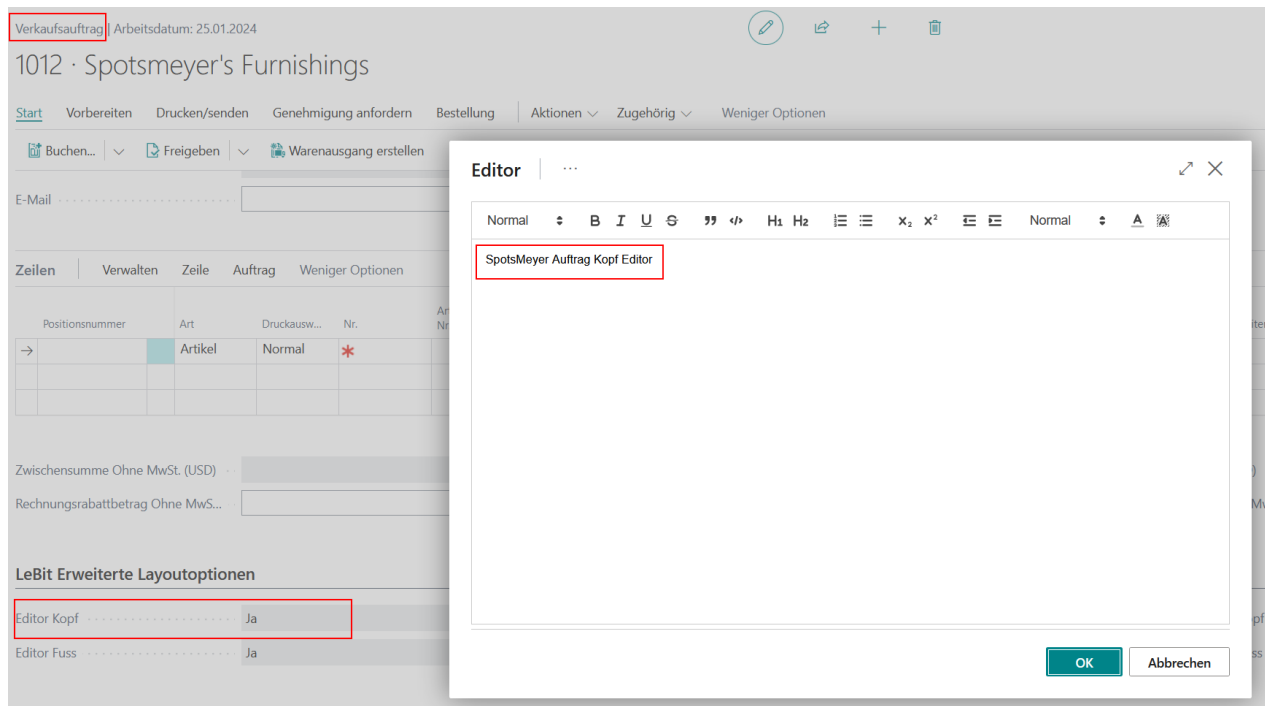 Verkaufsauftrag | Arbeitsdatum: 25.01.2024
1012 · Spotsmeyer's Furnishings
Start Vorbereiten Drucken/senden Genehmigung anfordern Bestellung Aktionen Zugehörig Weniger Optionen
Buchen... Freigeben Warenausgang erstellen
E-Mail
Zeilen Verwalten Zeile Auftrag Weniger Optionen
Positionsnummer Art Druckausw... Nr.
Artikel Normal
Zwischensumme Ohne MwSt. (USD)
Rechnungsrabattbetrag Ohne MwS...
LeBit Erweiterte Layoutoptionen
Editor Kopf Ja
Editor Fuss Ja
Editor ...
Normal B I U S H1 H2 X₂ X² Normal A A
SpotsMeyer Auftrag Kopf Editor
OK Abbrechen